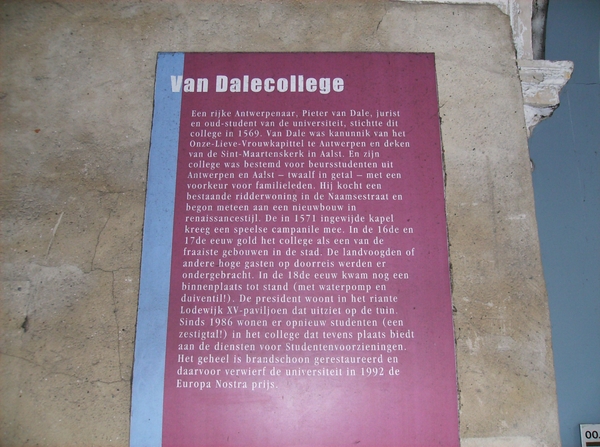 Van Dalecollege
Een rijke Antwerpenaar, Pieter van Dale, jurist
en oud-student van de universiteit, stichtte dit
college in 1569. Van Dale was kanunnik van het
Onze-Lieve-Vrouwkapittel te Antwerpen en deken
van de Sint-Maartenskerk in Aalst. En zijn
college was bestemd voor beursstudenten uit
Antwerpen en Aalst – twaalf in getal – met een
voorkeur voor familieleden. Hij kocht een
bestaande ridderwoning in de Naamsestraat en
begon meteen aan een nieuwbouw in
renaissancestijl. De in 1571 ingewijde kapel
kreeg een speelse campanile mee. In de 16de en
17de eeuw gold het college als een van de
fraaiste gebouwen in de stad. De landvoogden of
andere hoge gasten op doorreis werden er
ondergebracht. In de 18de eeuw kwam nog een
binnenplaats tot stand (met waterpomp en
duiventil!). De president woont in het riante
Lodewijk XV-paviljoen dat uitziet op de tuin.
Sinds 1986 wonen er opnieuw studenten (een
zestigtal!) in het college dat tevens plaats biedt
aan de diensten voor Studentenvoorzieningen.
Het geheel is brandschoon gerestaureerd en
daarvoor verwierf de universiteit in 1992 de
Europa Nostra prijs.
00.